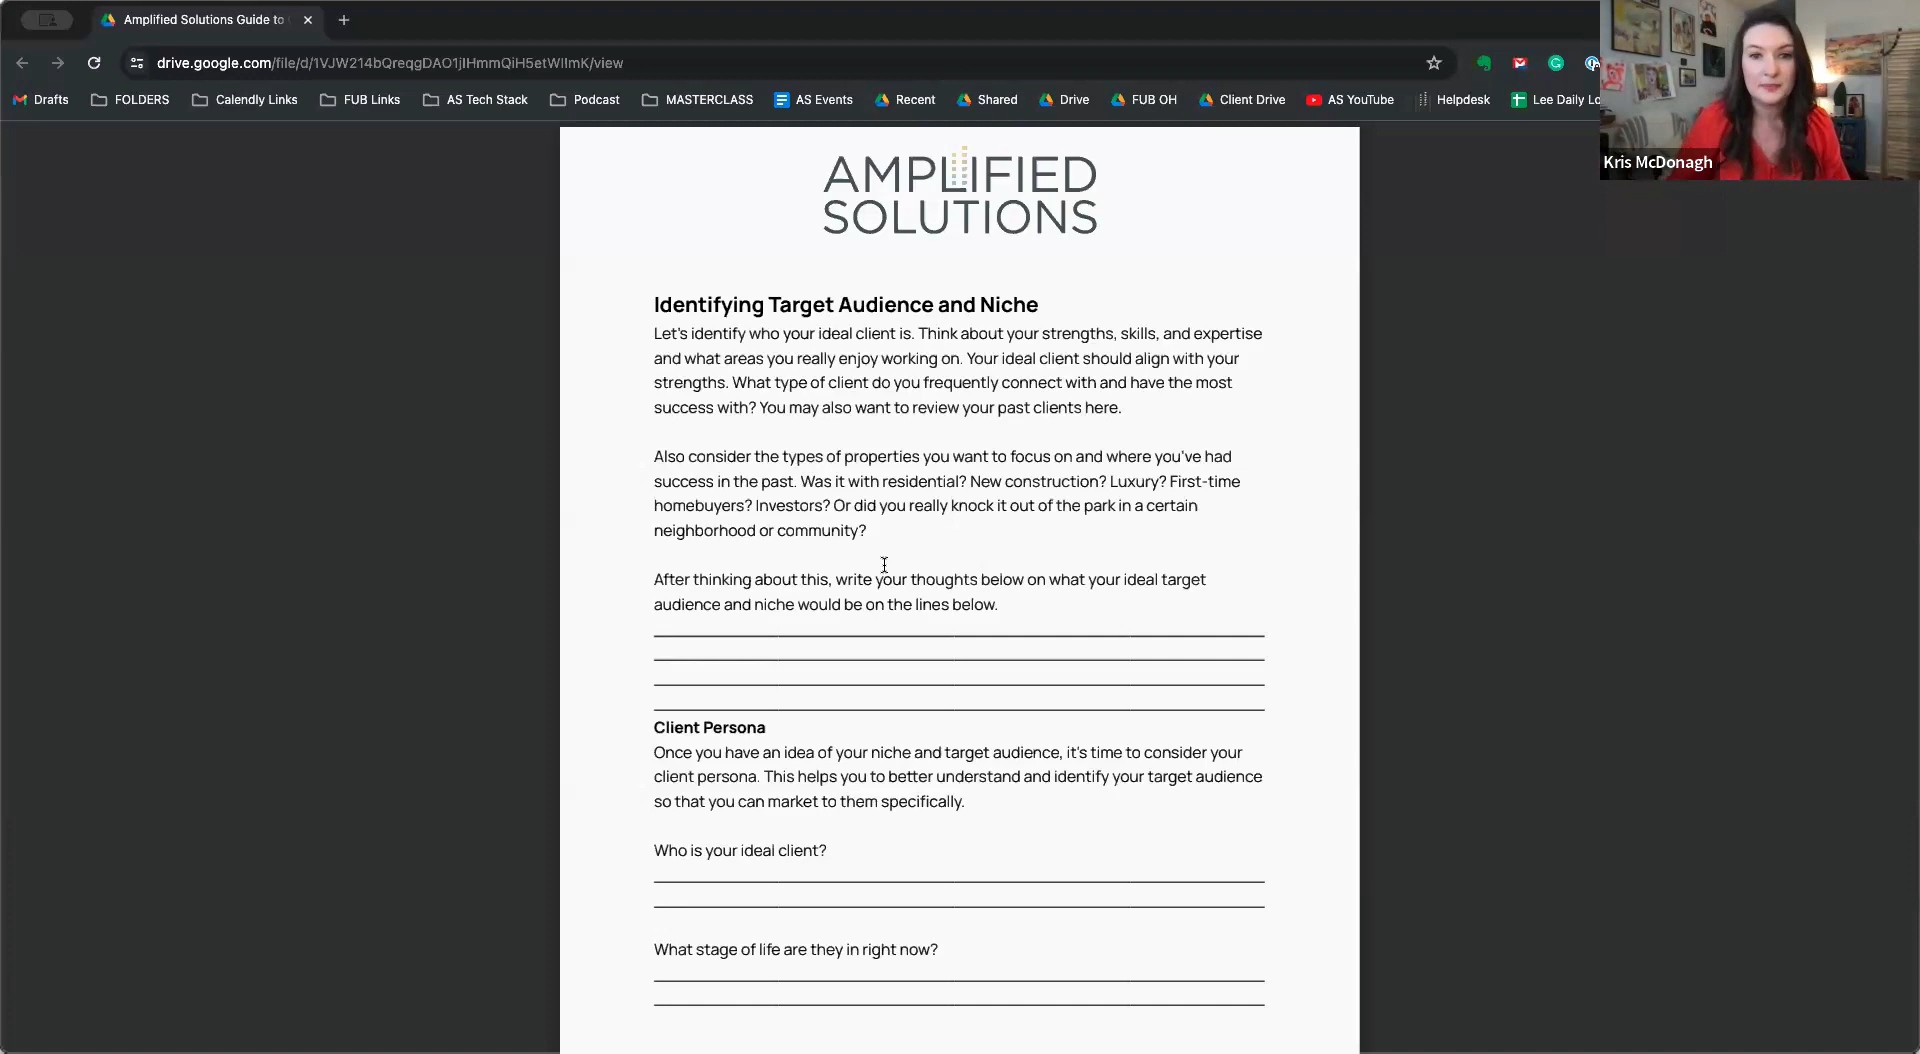 Amplified Solutions Guide to
drive.google.com/file/d/1VJW214bQreqgDAO1jIHmmQiH5etWIImK/view
Drafts FOLDERS Calendly Links FUB Links AS Tech Stack Podcast MASTERCLASS AS Events Recent Shared Drive FUB OH Client Drive AS YouTube Helpdesk Lee Daily Lo
Kris McDonagh
AMPLIFIED
SOLUTIONS
Identifying Target Audience and Niche
Let's identify who your ideal client is. Think about your strengths, skills, and expertise
and what areas you really enjoy working on. Your ideal client should align with your
strengths. What type of client do you frequently connect with and have the most
success with? You may also want to review your past clients here.
Also consider the types of properties you want to focus on and where you've had
success in the past. Was it with residential? New construction? Luxury? First-time
homebuyers? Investors? Or did you really knock it out of the park in a certain
neighborhood or community?
After thinking about this, write your thoughts below on what your ideal target
audience and niche would be on the lines below.
Client Persona
Once you have an idea of your niche and target audience, it's time to consider your
client persona. This helps you to better understand and identify your target audience
so that you can market to them specifically.
Who is your ideal client?
What stage of life are they in right now?